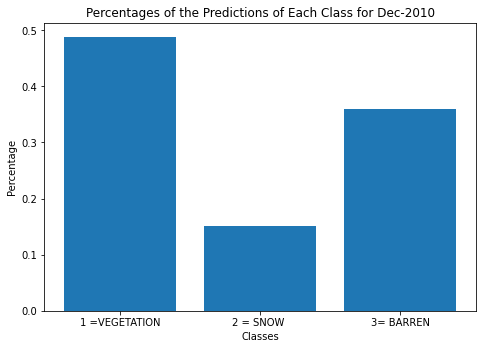 Percentages of the Predictions of Each Class for Dec-2010
0.5
0.4
0.3
0.2
0.1
0.0
Percentage
1 =VEGETATION 2 = SNOW 3= BARREN
Classes